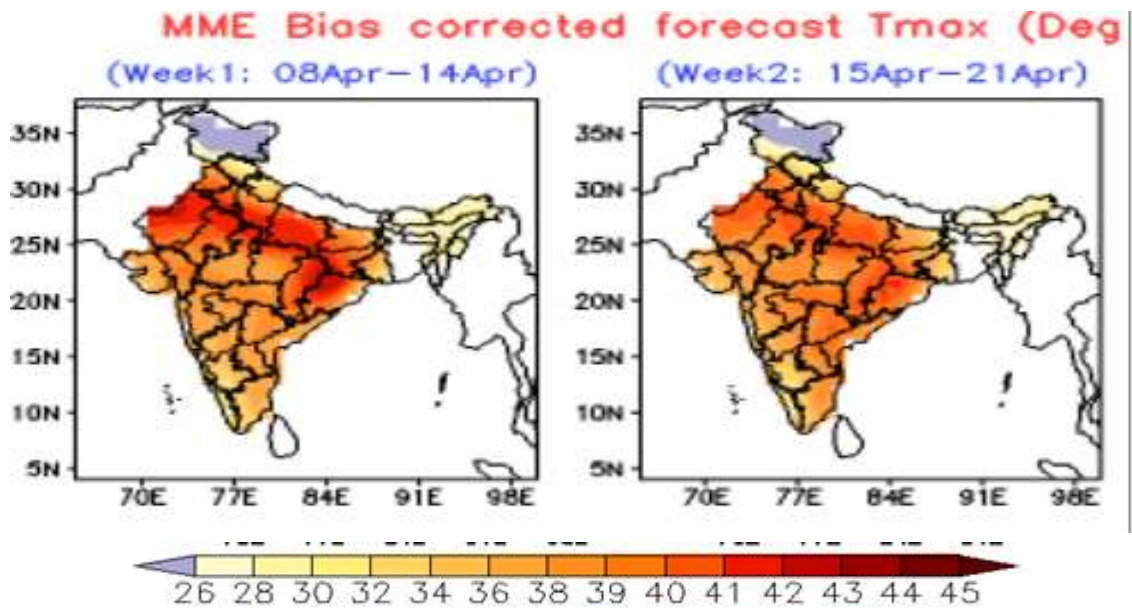 MME Bias corrected forecast Tmax (Deg
(Week1: 08Apr-14Apr) (Week2: 15Apr-21Apr)
35N 35N
30N 30N
25N 25N
20N 20N
15N 15N
10N 10N
5N 5N
70E 77E 84E 91E 98E 70E 77E 84E 91E 98E
26 28 30 32 34 36 38 39 40 41 42 43 44 45